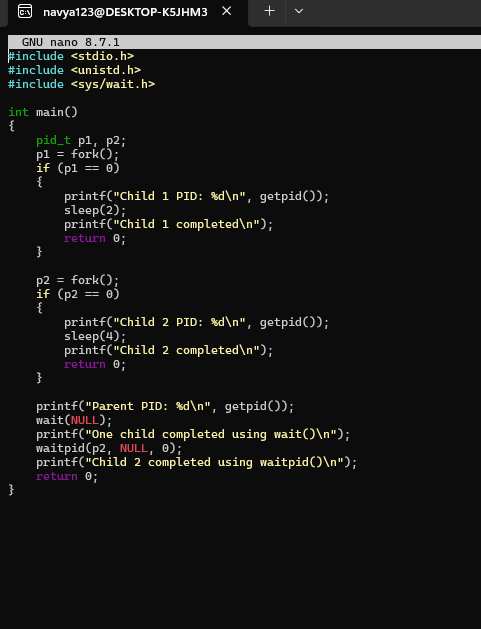 navya123@DESKTOP-K5JHM3
GNU nano 8.7.1
#include <stdio.h>
#include <unistd.h>
#include <sys/wait.h>
int main()
{
    pid_t p1, p2;
    p1 = fork();
    if (p1 == 0)
    {
        printf("Child 1 PID: %d\n", getpid());
        sleep(2);
        printf("Child 1 completed\n");
        return 0;
    }
    p2 = fork();
    if (p2 == 0)
    {
        printf("Child 2 PID: %d\n", getpid());
        sleep(4);
        printf("Child 2 completed\n");
        return 0;
    }
    printf("Parent PID: %d\n", getpid());
    wait(NULL);
    printf("One child completed using wait()\n");
    waitpid(p2, NULL, 0);
    printf("Child 2 completed using waitpid()\n");
    return 0;
}